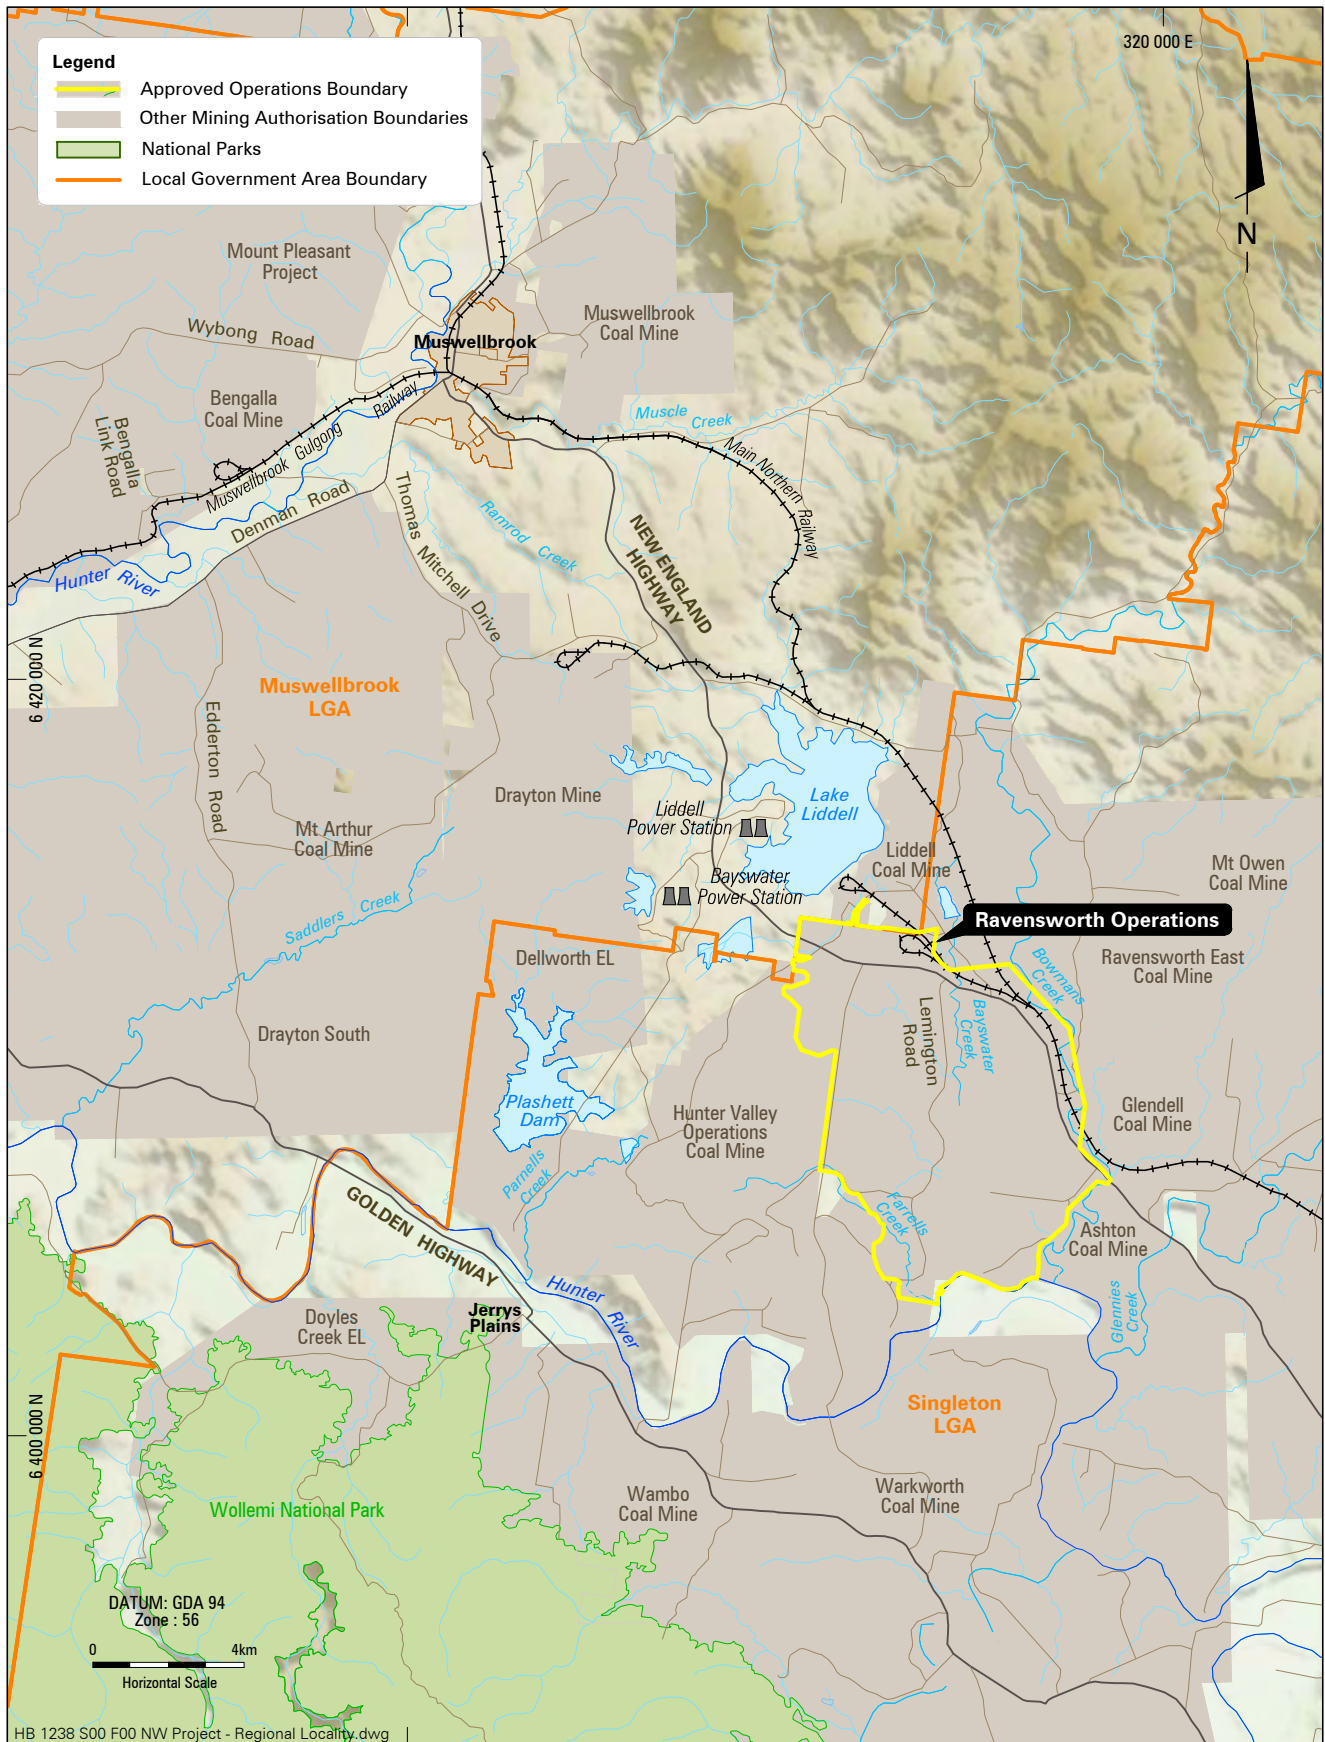 320 000 E
Legend
Approved Operations Boundary
Other Mining Authorisation Boundaries
National Parks
Local Government Area Boundary
N
Mount Pleasant
Project
Wybong Road
Muswellbrook
Muswellbrook
Coal Mine
Bengalla
Coal Mine
Bengalla
Link Road
Railway
Muswellbrook Gulgong
Muscle Creek
Main Northern Railway
Denman Road
Thomas Mitchell Drive
Ramrod Creek
NEW ENGLAND
HIGHWAY
Hunter River
6 420 000 N
Muswellbrook
LGA
Edderton Road
Drayton Mine
Mt Arthur
Coal Mine
Liddell
Power Station
Lake
Liddell
Liddell
Coal Mine
Mt Owen
Coal Mine
Bayswater
Power Station
Saddlers Creek
Ravensworth Operations
Dellworth EL
Bowmans
Creek
Ravensworth East
Coal Mine
Drayton South
Lemington
Road
Bayswater
Creek
Plashett
Dam
Hunter Valley
Operations
Coal Mine
Glendell
Coal Mine
Parnells
Creek
Farrells
Creek
GOLDEN HIGHWAY
Ashton
Coal Mine
Hunter River
Glennies
Creek
Jerrys
Plains
Doyles
Creek EL
Singleton
LGA
6 400 000 N
Wollemi National Park
Wambo
Coal Mine
Warkworth
Coal Mine
DATUM: GDA 94
Zone : 56
0 4km
Horizontal Scale
HB 1238 S00 F00 NW Project - Regional Locality.dwg